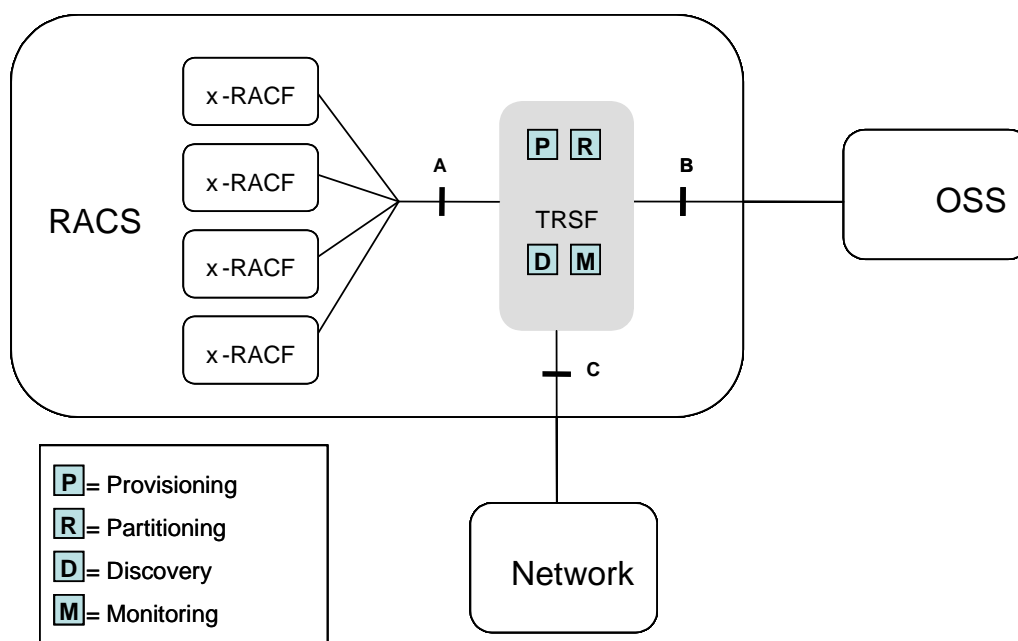 x-RACF
x-RACF
x-RACF
x-RACF
RACS
A
P R
TRSF
D M
B
OSS
C
P = Provisioning
R = Partitioning
D = Discovery
M = Monitoring
Network